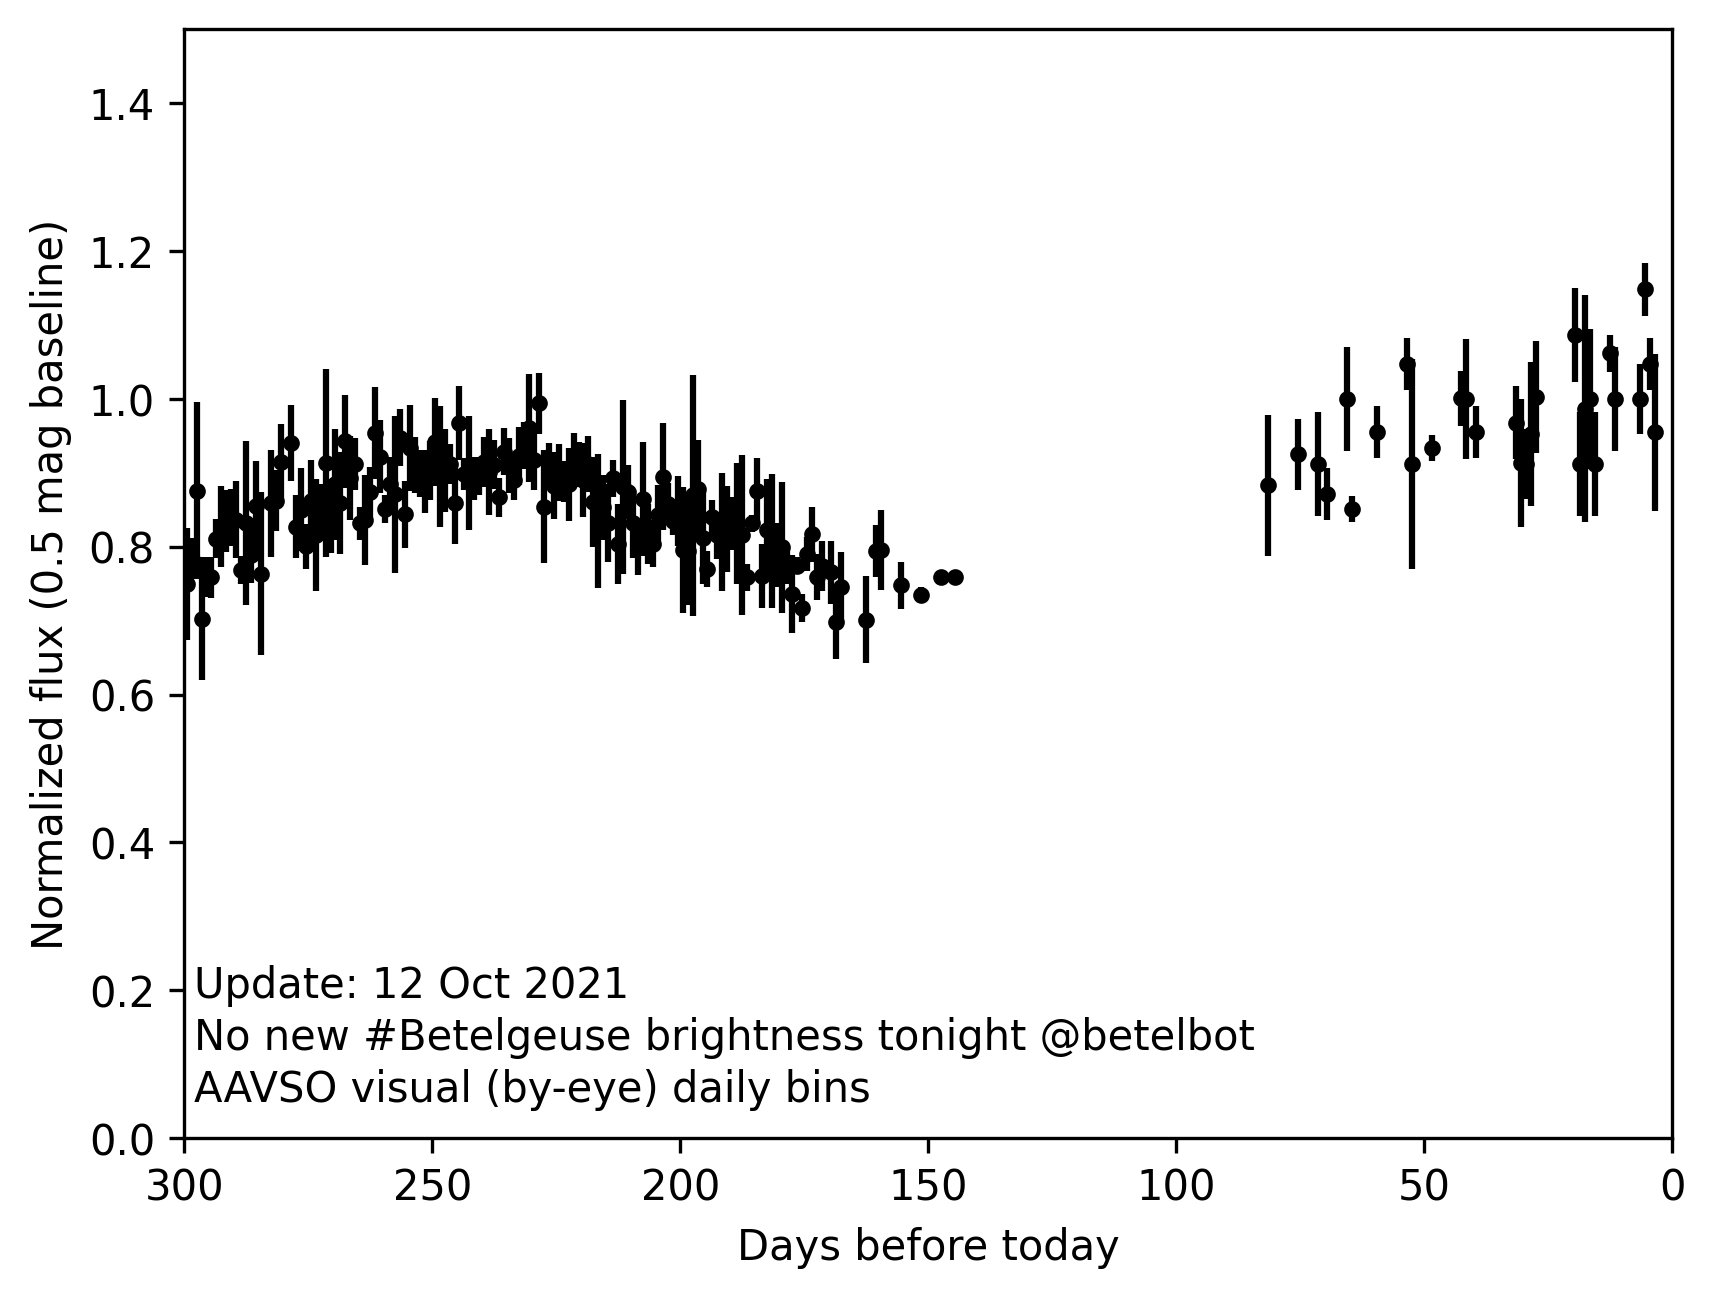 1.4
1.2
1.0
0.8
0.6
0.4
0.2
0.0
Normalized flux (0.5 mag baseline)
Update: 12 Oct 2021
No new #Betelgeuse brightness tonight @betelbot
AAVSO visual (by-eye) daily bins
300 250 200 150 100 50 0
Days before today